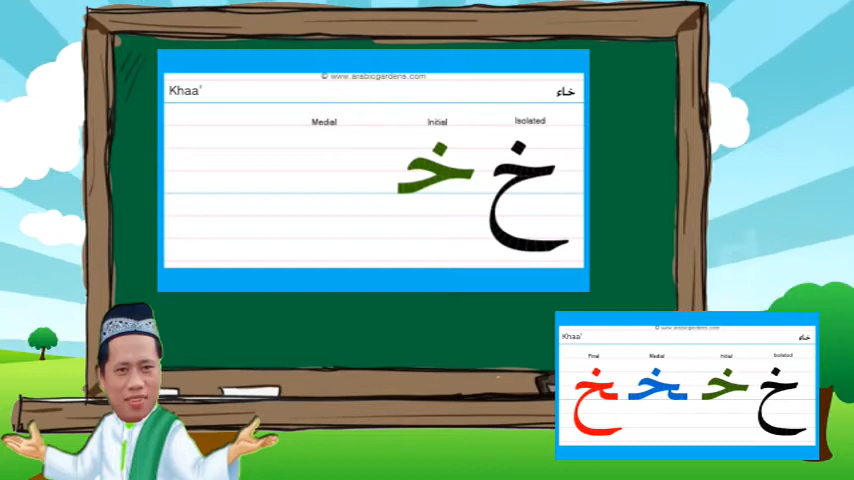 © www.arabicgardens.com
Khaa' خاء
Medial Initial Isolated
خـ خ
© www.arabicgardens.com
Khaa' خاء
Final Medial Initial Isolated
ـخ ـخـ خـ خ